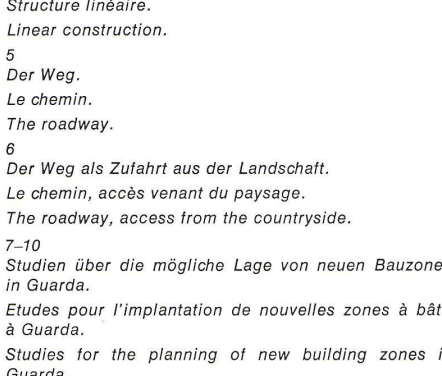 Structure linéaire.
Linear construction.
5
Der Weg.
Le chemin.
The roadway.
6
Der Weg als Zufahrt aus der Landschaft.
Le chemin, accès venant du paysage.
The roadway, access from the countryside.
7–10
Studien über die mögliche Lage von neuen Bauzone
in Guarda.
Etudes pour l'implantation de nouvelles zones à bât
à Guarda.
Studies for the planning of new building zones i
Guarda.